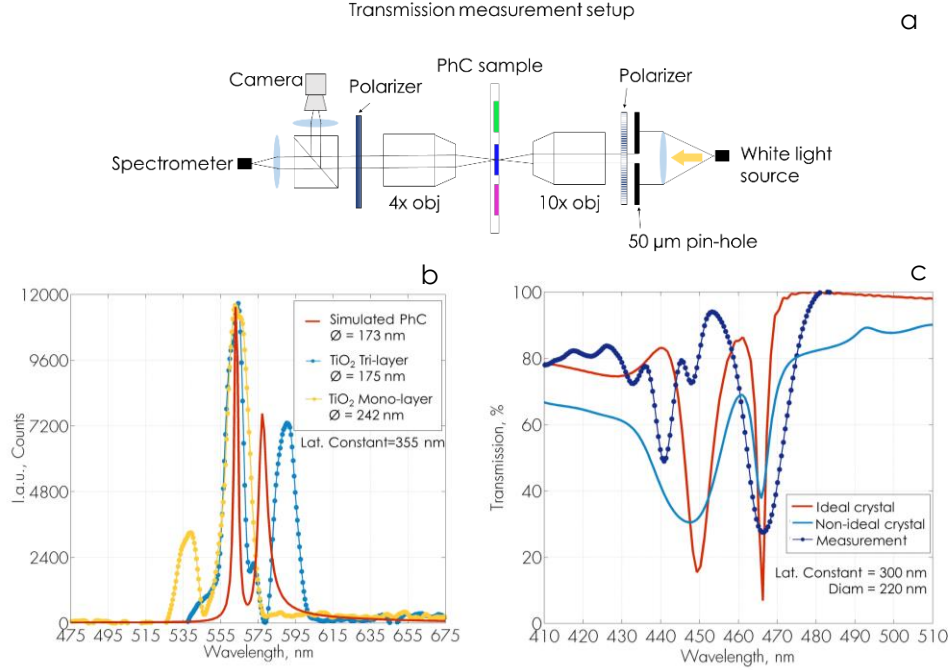 Transmission measurement setup
a
Camera
Polarizer
PhC sample
Polarizer
Spectrometer
White light
source
4x obj
10x obj
50 µm pin-hole
b
12000
9600
7200
4800
2400
0
I.a.u., Counts
Simulated PhC
Ø = 173 nm
TiO₂ Tri-layer
Ø = 175 nm
TiO₂ Mono-layer
Ø = 242 nm
Lat. Constant=355 nm
475 495 515 535 555 575 595 615 635 655 675
Wavelength, nm
c
100
80
60
40
20
0
Transmission, %
Ideal crystal
Non-ideal crystal
Measurement
Lat. Constant = 300 nm
Diam = 220 nm
410 420 430 440 450 460 470 480 490 500 510
Wavelength, nm